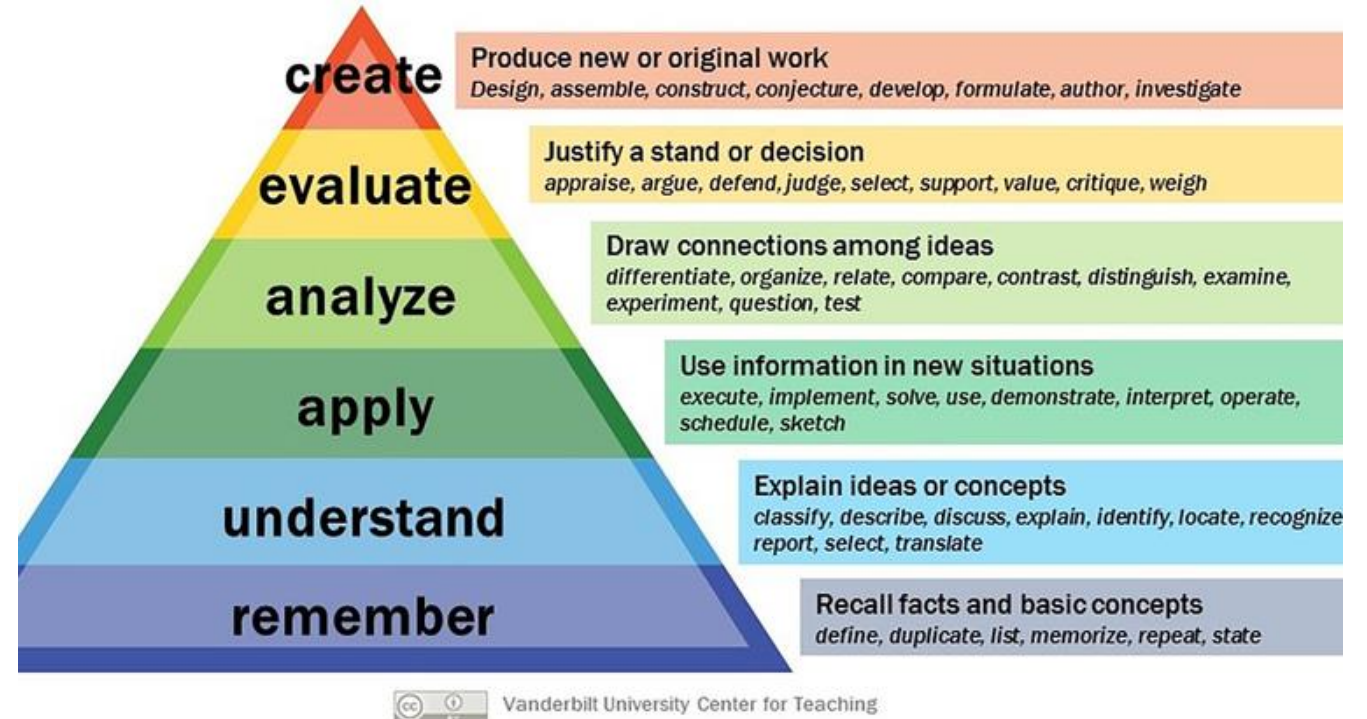 create
Produce new or original work
Design, assemble, construct, conjecture, develop, formulate, author, investigate
evaluate
Justify a stand or decision
appraise, argue, defend, judge, select, support, value, critique, weigh
analyze
Draw connections among ideas
differentiate, organize, relate, compare, contrast, distinguish, examine,
experiment, question, test
apply
Use information in new situations
execute, implement, solve, use, demonstrate, interpret, operate,
schedule, sketch
understand
Explain ideas or concepts
classify, describe, discuss, explain, identify, locate, recognize
report, select, translate
remember
Recall facts and basic concepts
define, duplicate, list, memorize, repeat, state
cc
Vanderbilt University Center for Teaching